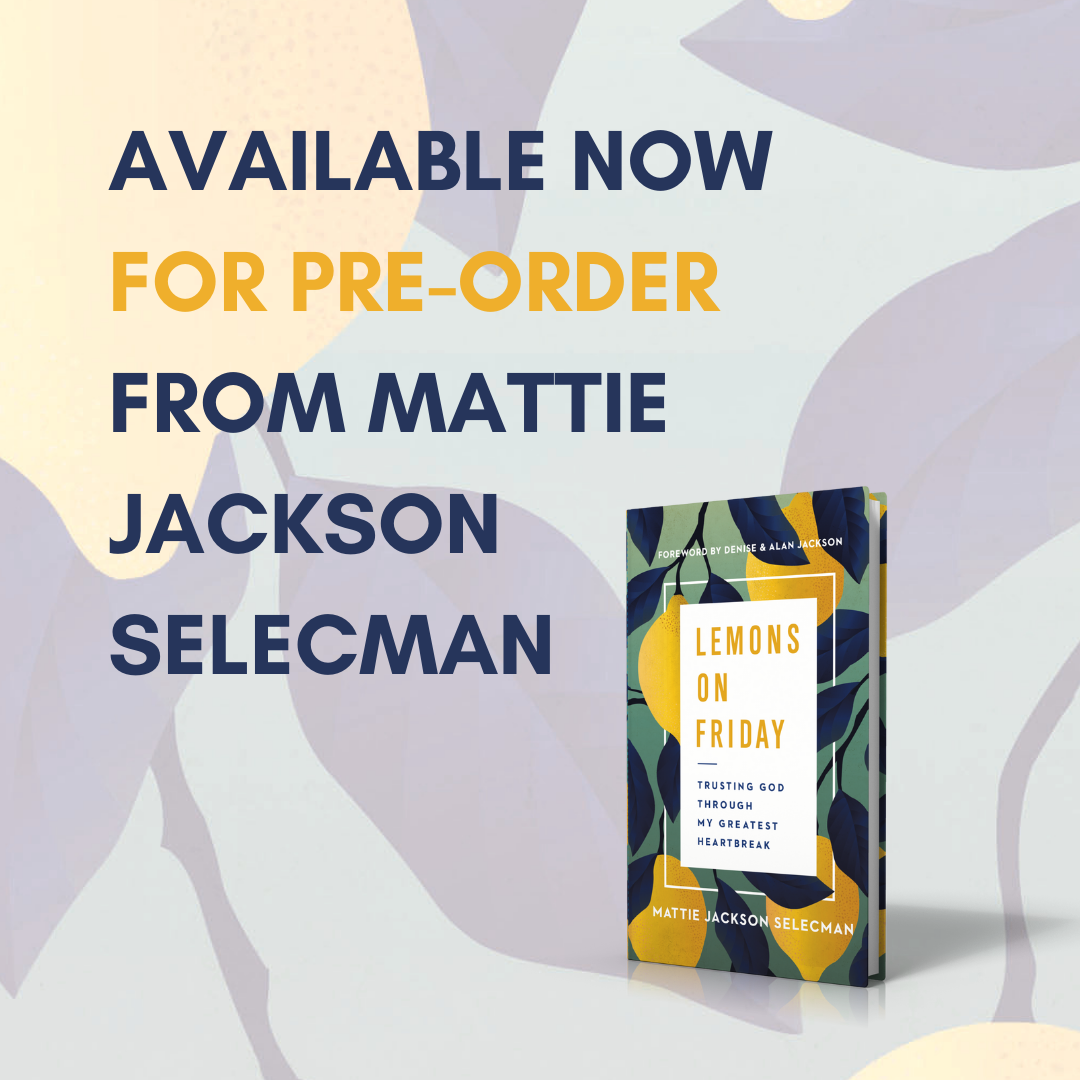 AVAILABLE NOW
FOR PRE-ORDER
FROM MATTIE
JACKSON
SELECMAN
FOREWORD BY DENISE & ALAN JACKSON
LEMONS
ON
FRIDAY
TRUSTING GOD
THROUGH
MY GREATEST
HEARTBREAK
MATTIE JACKSON SELECMAN